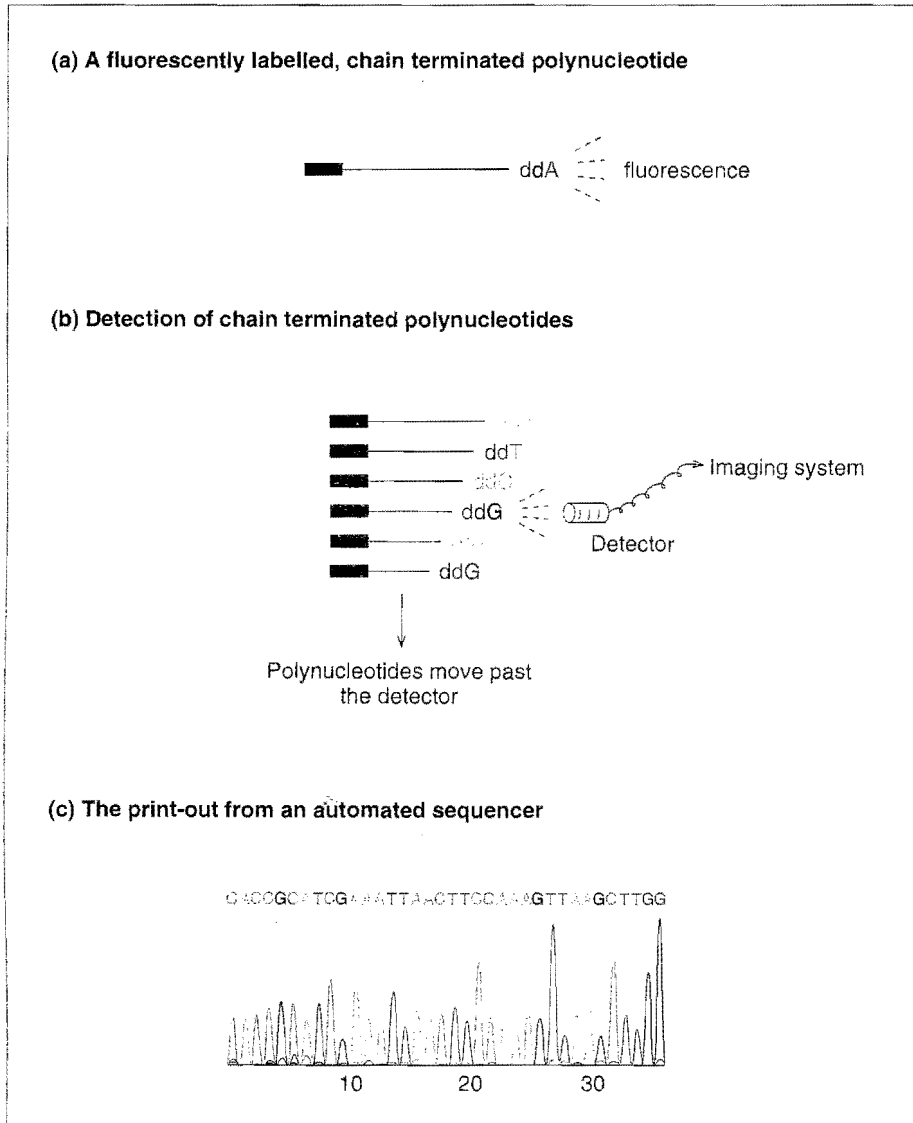 (a) A fluorescently labelled, chain terminated polynucleotide
ddA
fluorescence
(b) Detection of chain terminated polynucleotides
ddT
ddG
Imaging system
Detector
ddG
Polynucleotides move past
the detector
(c) The print-out from an automated sequencer
10 20 30